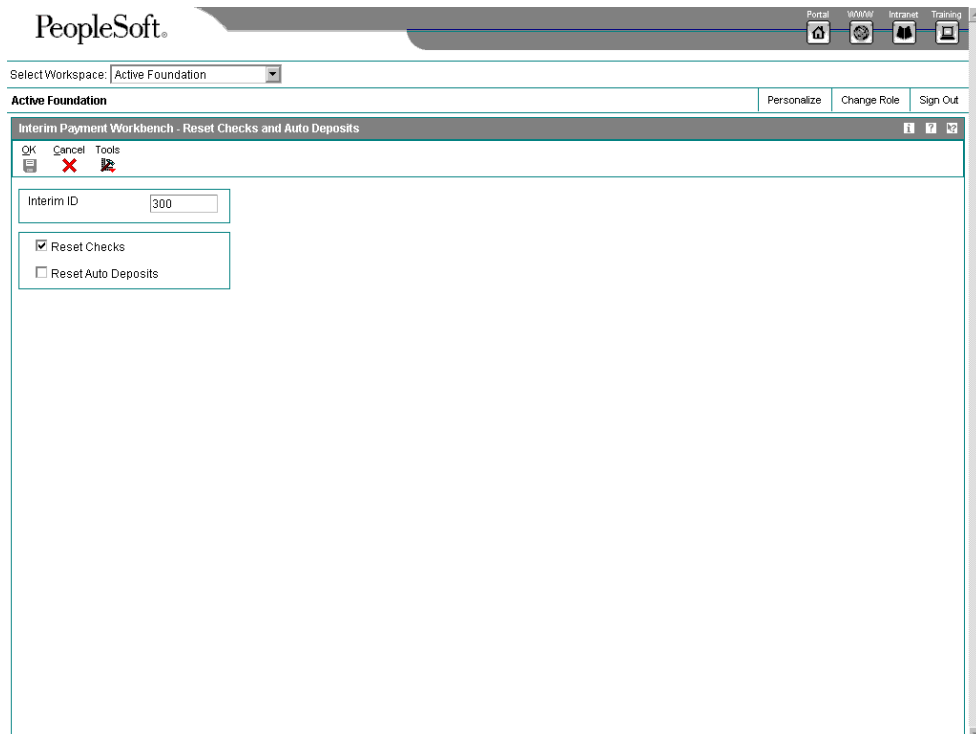 PeopleSoft.
Portal WWW Intranet Training
Select Workspace: Active Foundation
Active Foundation Personalize Change Role Sign Out
Interim Payment Workbench - Reset Checks and Auto Deposits
OK Cancel Tools
Interim ID 300
Reset Checks
Reset Auto Deposits